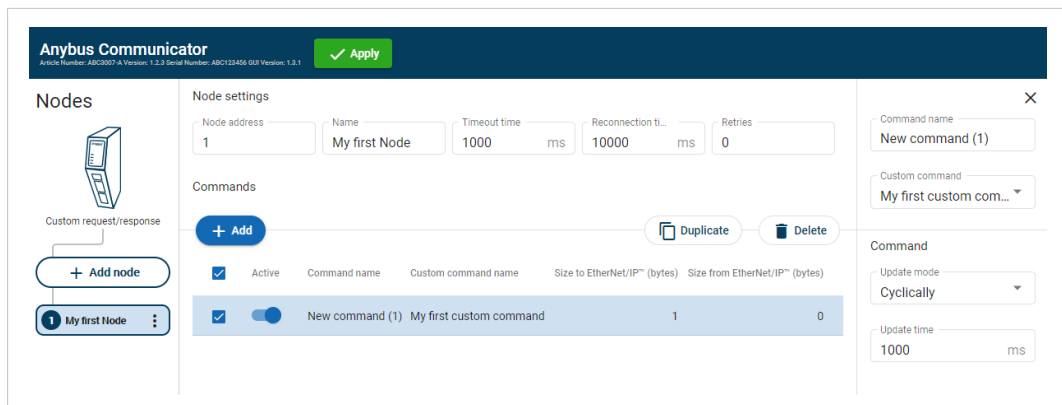 Anybus Communicator
Article Number: ABC3007-A Version: 1.2.3 Serial Number: ABC123456 GUI Version: 1.3.1
Apply
Nodes
Custom request/response
Add node
1 My first Node
Node settings
Node address
1
Name
My first Node
Timeout time
1000 ms
Reconnection ti...
10000 ms
Retries
0
Commands
Add
Duplicate
Delete
Active Command name Custom command name Size to EtherNet/IP™ (bytes) Size from EtherNet/IP™ (bytes)
New command (1) My first custom command 1 0
Command name
New command (1)
Custom command
My first custom com...
Command
Update mode
Cyclically
Update time
1000 ms